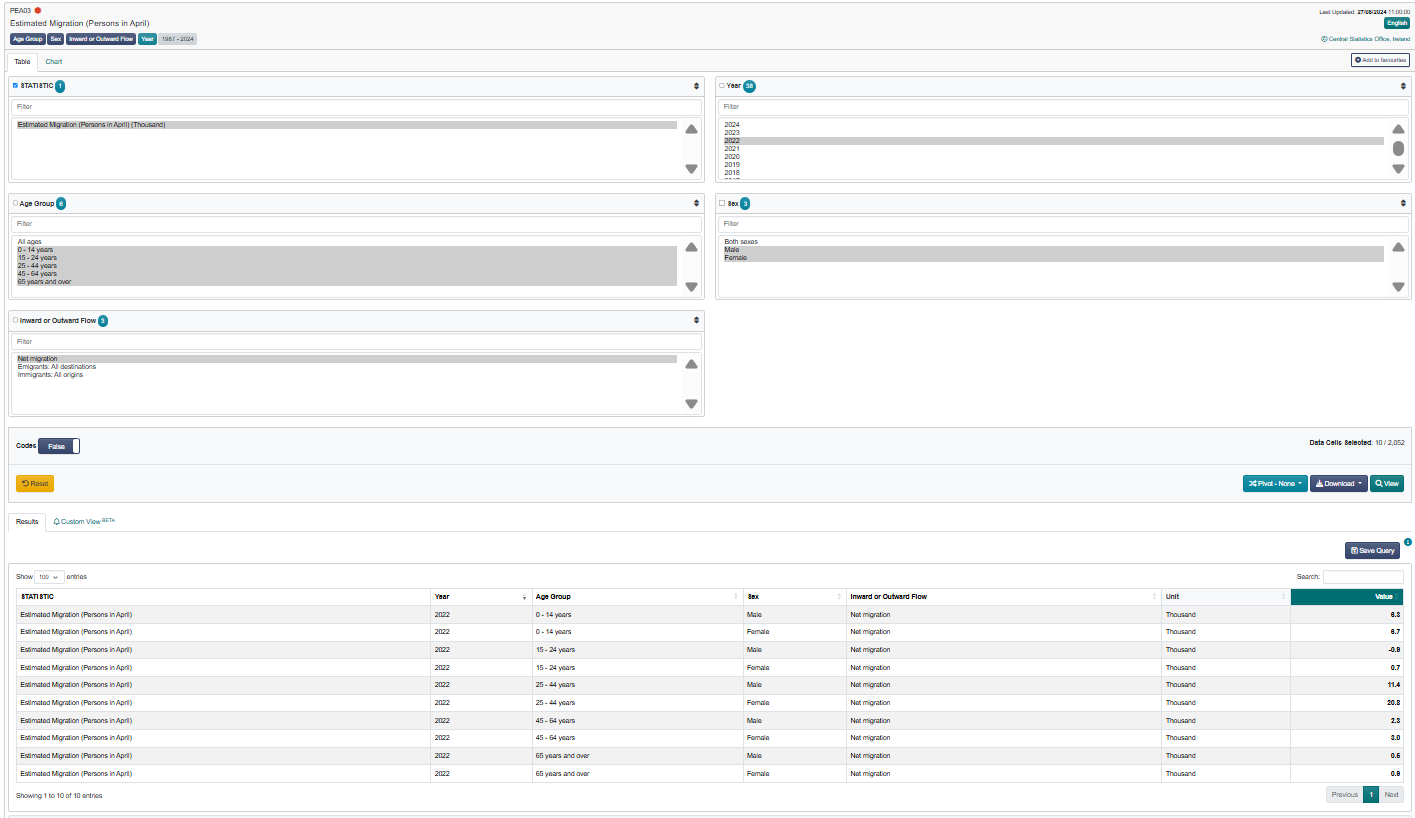 PEA03
Last Updated: 27/08/2024 11:00:00
Estimated Migration (Persons in April)
English
Age Group Sex Inward or Outward Flow Year 1987 - 2024
© Central Statistics Office, Ireland
Table Chart
Add to favourites
STATISTIC 1
Filter
Estimated Migration (Persons in April) (Thousand)
Year 38
Filter
2024
2023
2022
2021
2020
2019
2018
Age Group 6
Filter
All ages
0 - 14 years
15 - 24 years
25 - 44 years
45 - 64 years
65 years and over
Sex 3
Filter
Both sexes
Male
Female
Inward or Outward Flow 3
Filter
Net migration
Emigrants: All destinations
Immigrants: All origins
Codes False
Data Cells Selected: 10 / 2,052
Reset
Pivot - None Download View
Results Custom View BETA
Save Query
Show 100 entries
Search:
STATISTIC Year Age Group Sex Inward or Outward Flow Unit Value
Estimated Migration (Persons in April) 2022 0 - 14 years Male Net migration Thousand 6.3
Estimated Migration (Persons in April) 2022 0 - 14 years Female Net migration Thousand 6.7
Estimated Migration (Persons in April) 2022 15 - 24 years Male Net migration Thousand
Estimated Migration (Persons in April) 2022 15 - 24 years Female Net migration Thousand 0.7
Estimated Migration (Persons in April) 2022 25 - 44 years Male Net migration Thousand 11.4
Estimated Migration (Persons in April) 2022 25 - 44 years Female Net migration Thousand
Estimated Migration (Persons in April) 2022 45 - 64 years Male Net migration Thousand
Estimated Migration (Persons in April) 2022 45 - 64 years Female Net migration Thousand 3.0
Estimated Migration (Persons in April) 2022 65 years and over Male Net migration Thousand
Estimated Migration (Persons in April) 2022 65 years and over Female Net migration Thousand
Showing 1 to 10 of 10 entries
Previous 1 Next